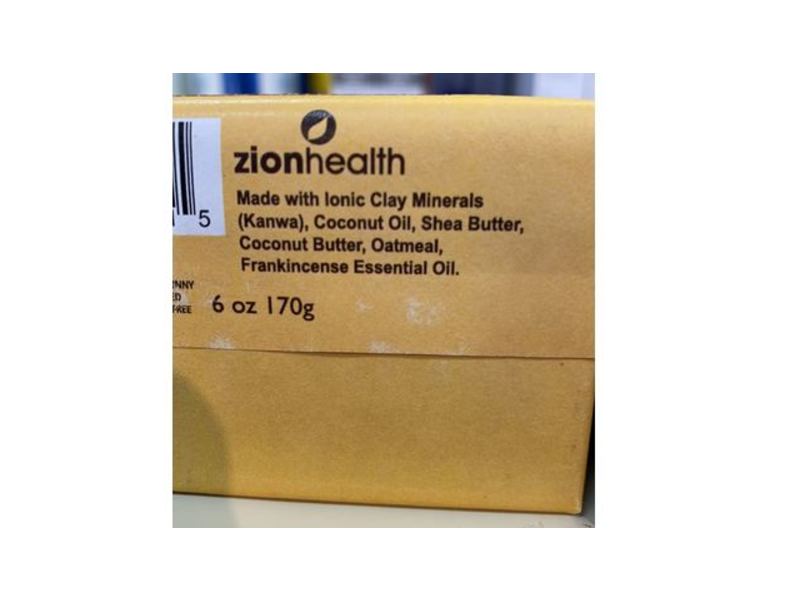 zionhealth
Made with Ionic Clay Minerals
(Kanwa), Coconut Oil, Shea Butter,
Coconut Butter, Oatmeal,
Frankincense Essential Oil.
5
6 oz 170g